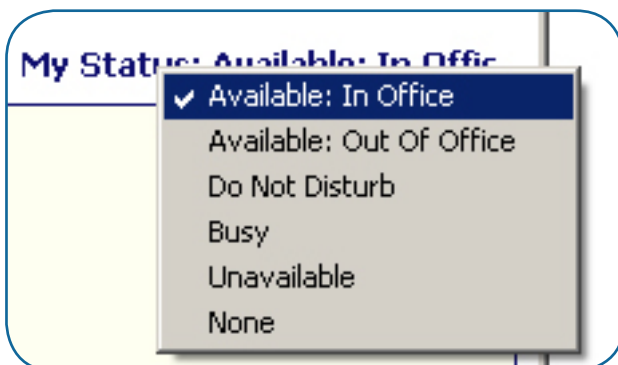 My Status: Available: In Offic
Available: In Office
Available: Out Of Office
Do Not Disturb
Busy
Unavailable
None